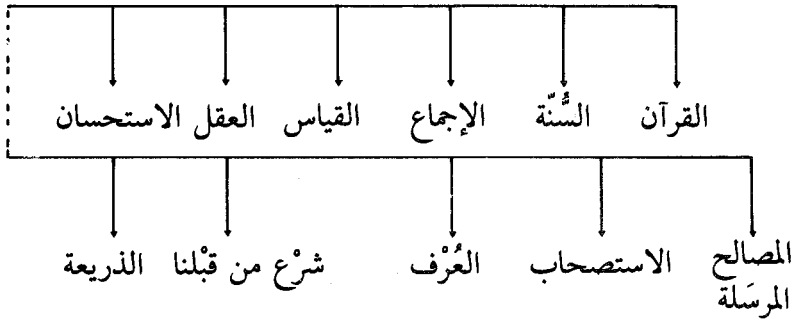 القرآن السُّنّة الإجماع القياس العقل الاستحسان
المصالح المرسَلة الاستصحاب العُرْف شرْع من قبْلنا الذريعة